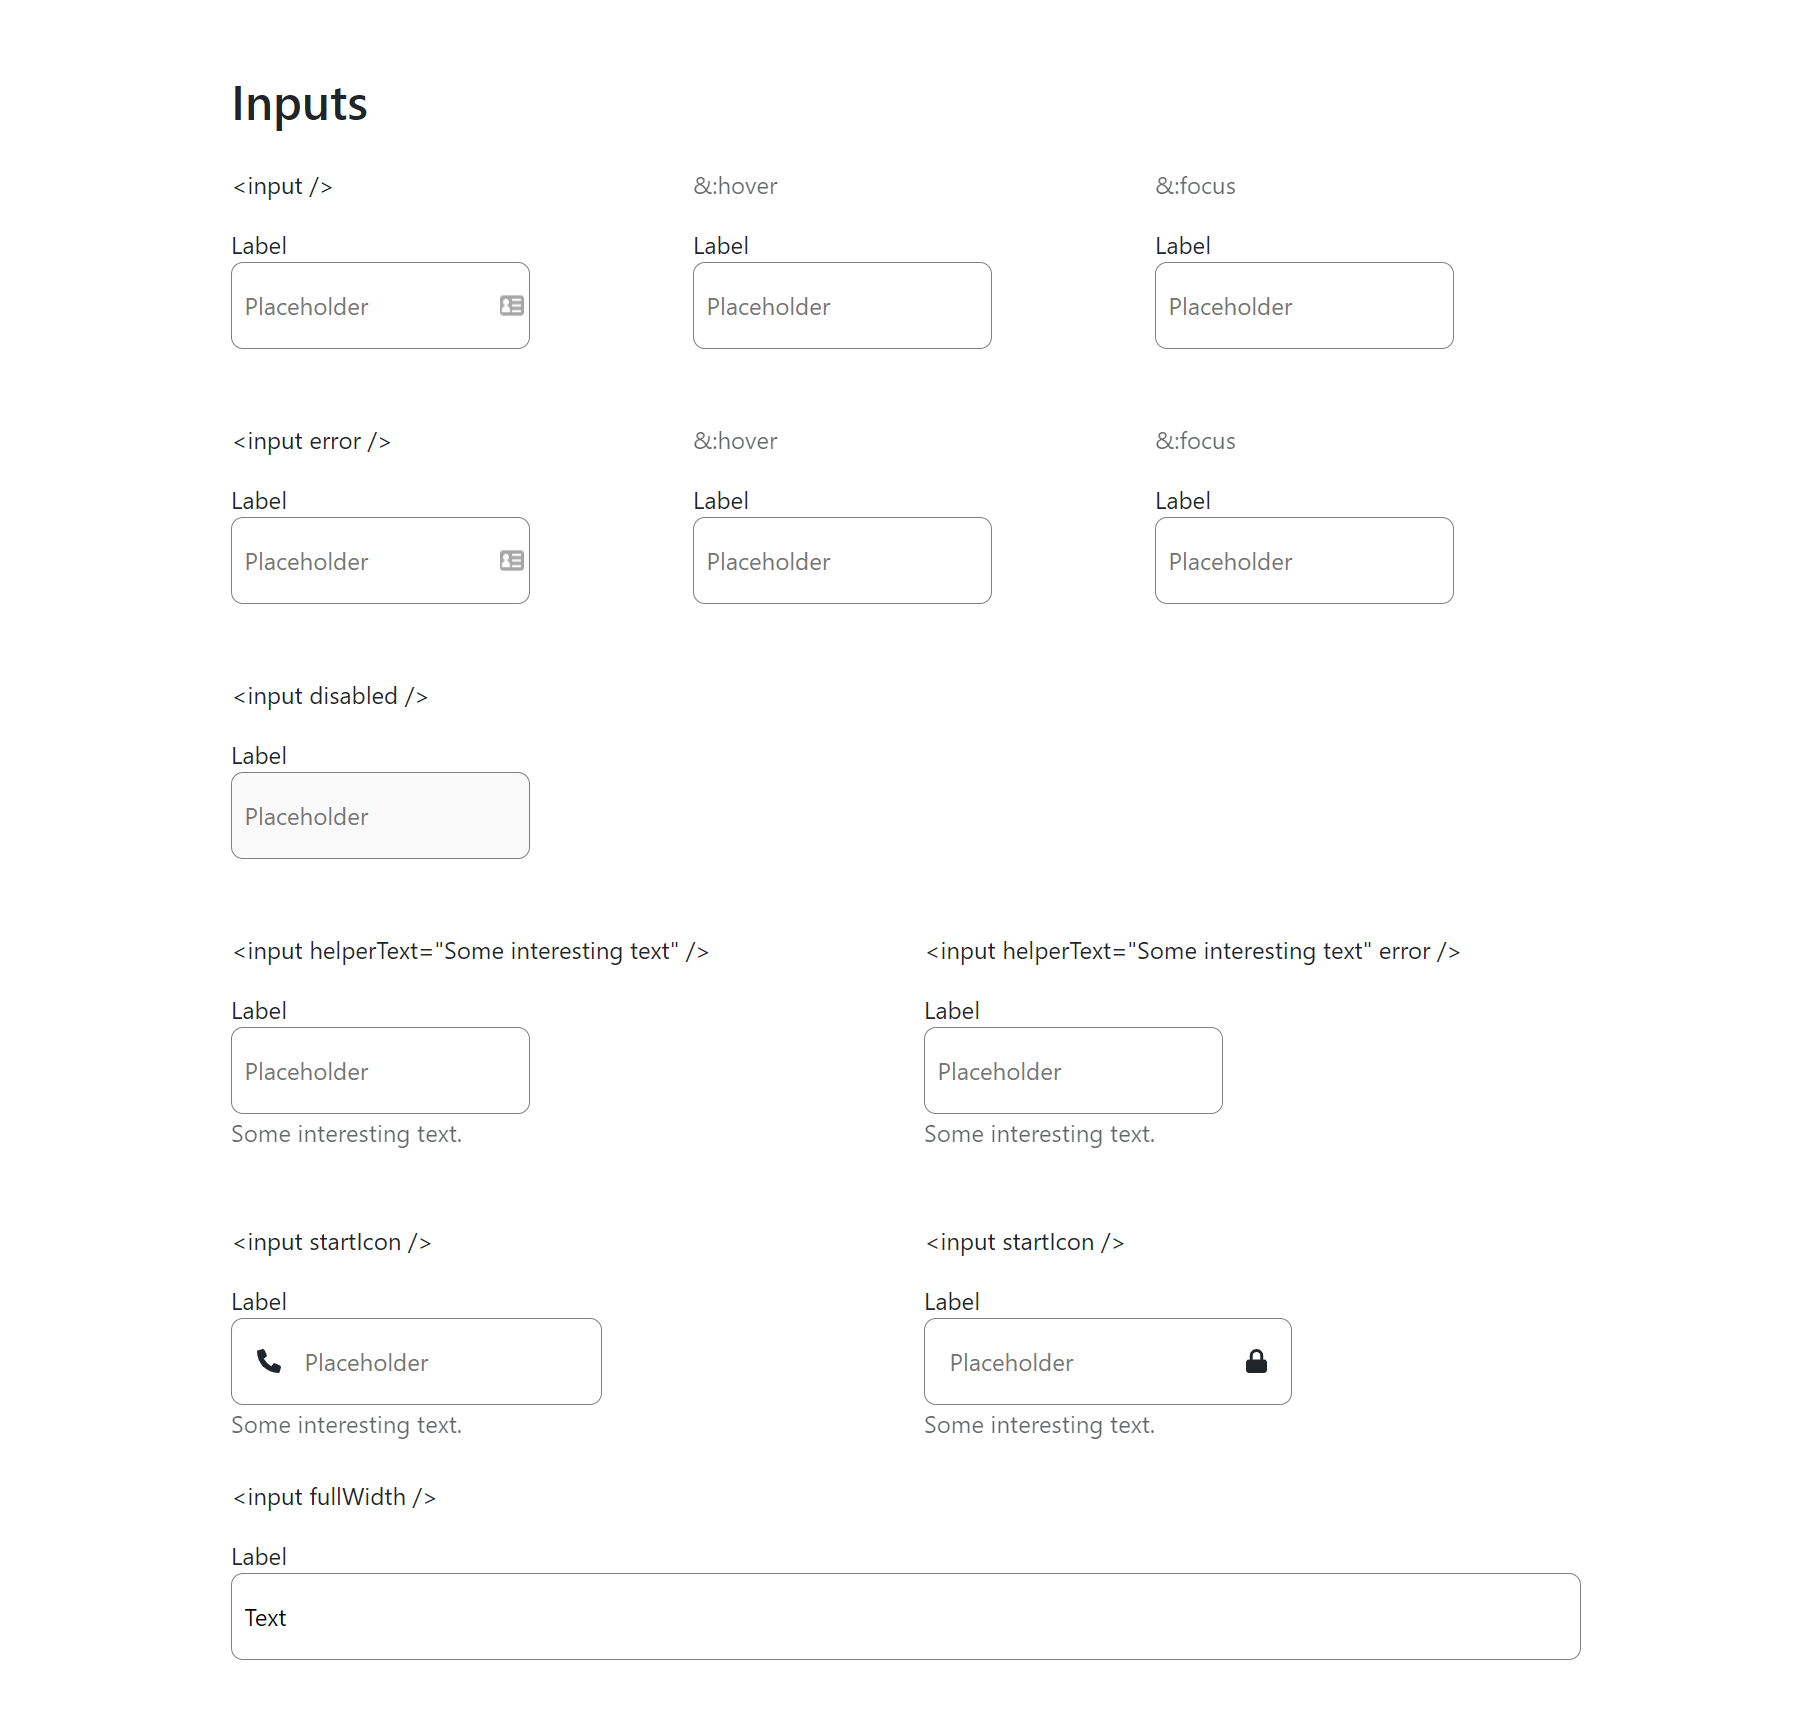 Inputs
<input /> &:hover &:focus
Label Label Label
Placeholder Placeholder Placeholder
<input error /> &:hover &:focus
Label Label Label
Placeholder Placeholder Placeholder
<input disabled />
Label
Placeholder
<input helperText="Some interesting text" /> <input helperText="Some interesting text" error />
Label Label
Placeholder Placeholder
Some interesting text. Some interesting text.
<input startIcon /> <input startIcon />
Label Label
Placeholder Placeholder
Some interesting text. Some interesting text.
<input fullWidth />
Label
Text